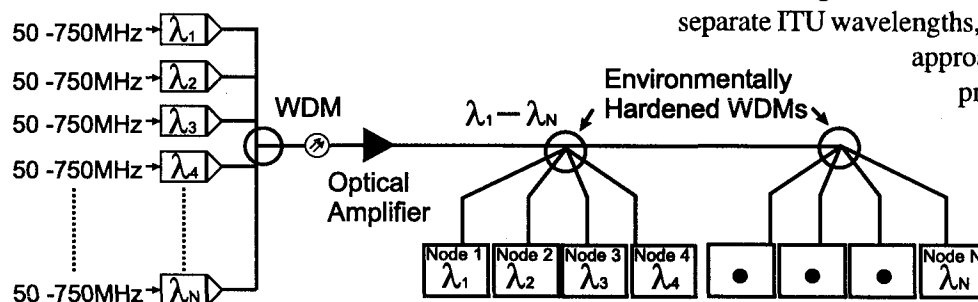 50 -750MHz λ1
50 -750MHz λ2
50 -750MHz λ3
50 -750MHz λ4
50 -750MHz λN
WDM
Optical
Amplifier
λ1 – λN
Environmentally
Hardened WDMs
Node 1
λ1
Node 2
λ2
Node 3
λ3
Node 4
λ4
Node N
λN
separate ITU wavelengths,